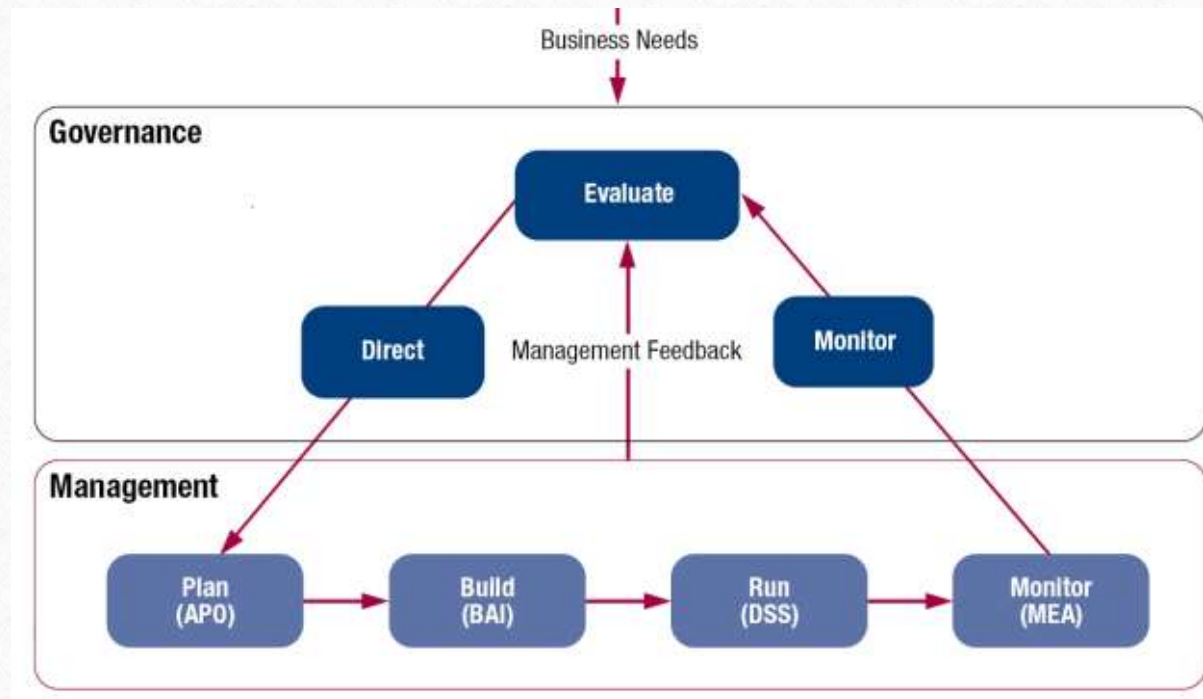 Business Needs
Governance
Evaluate
Direct
Management Feedback
Monitor
Management
Plan
(APO)
Build
(BAI)
Run
(DSS)
Monitor
(MEA)